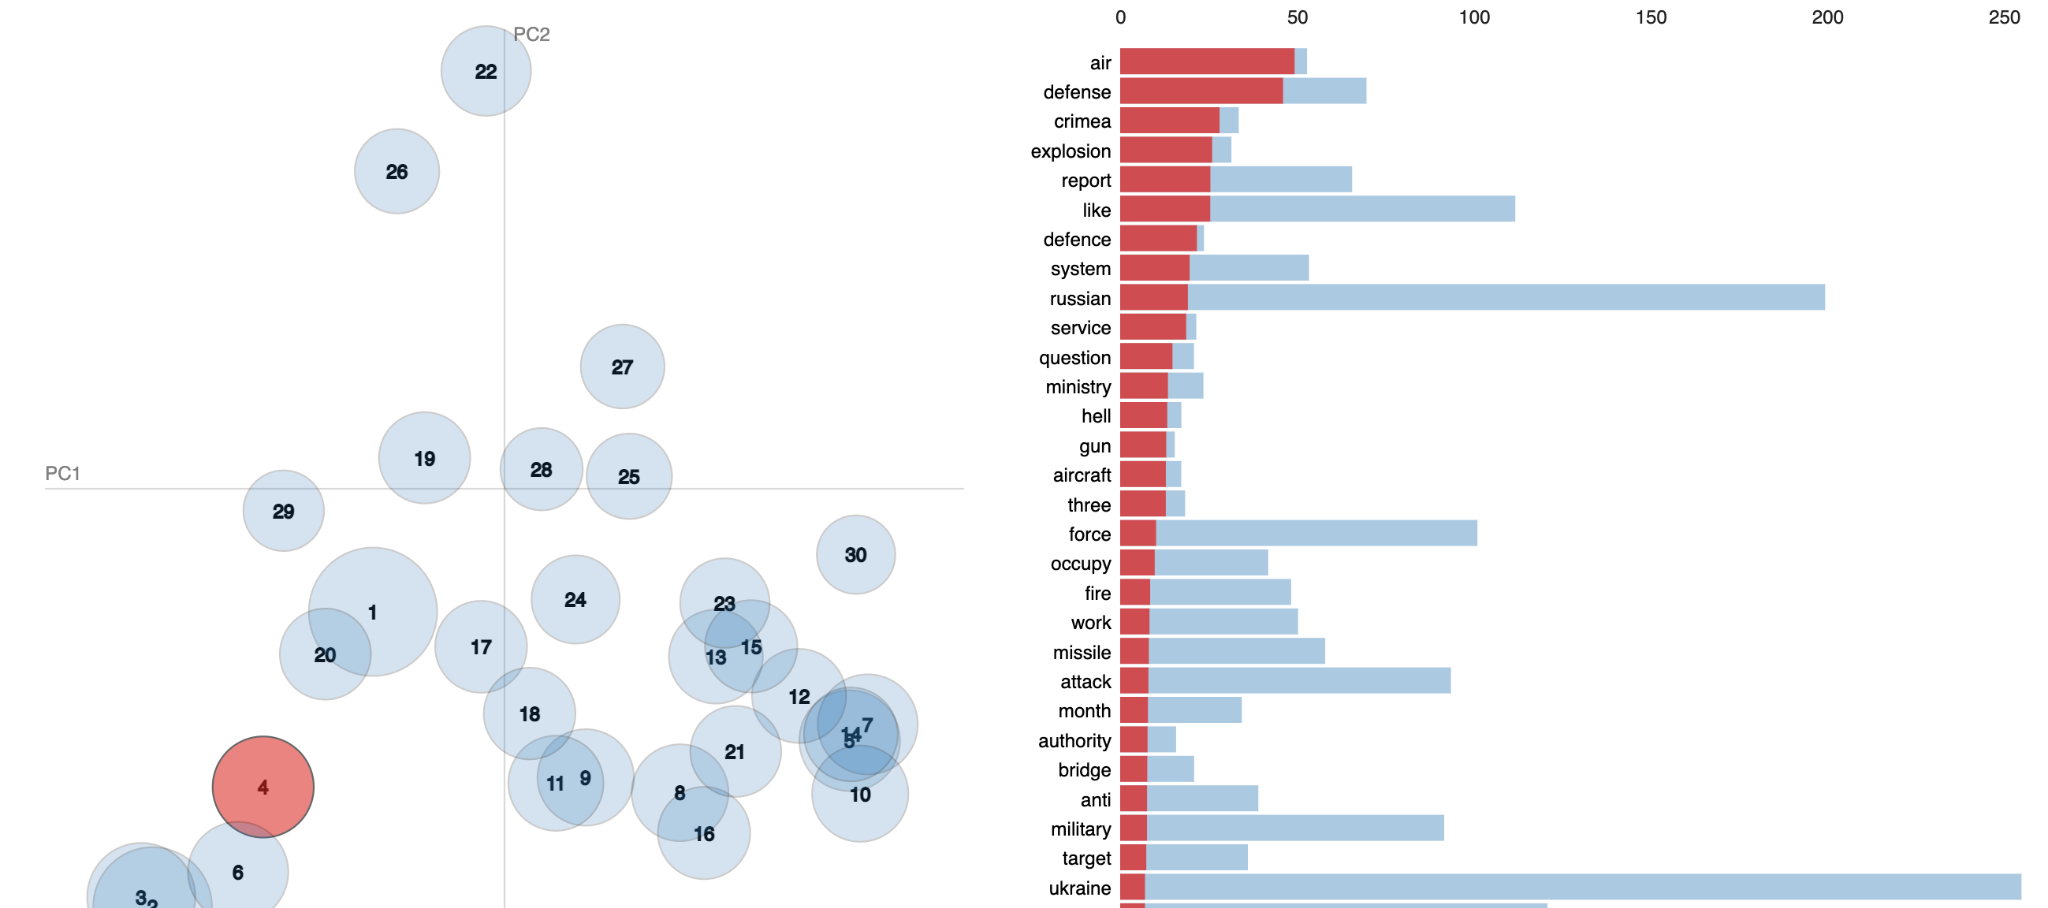 PC2
22
26
27
19
28
25
PC1
29
30
1
24
23
20
17
15
13
12
18
7
14
5
21
11
9
8
10
4
16
6
3
2
0 50 100 150 200 250
air
defense
crimea
explosion
report
like
defence
system
russian
service
question
ministry
hell
gun
aircraft
three
force
occupy
fire
work
missile
attack
month
authority
bridge
anti
military
target
ukraine